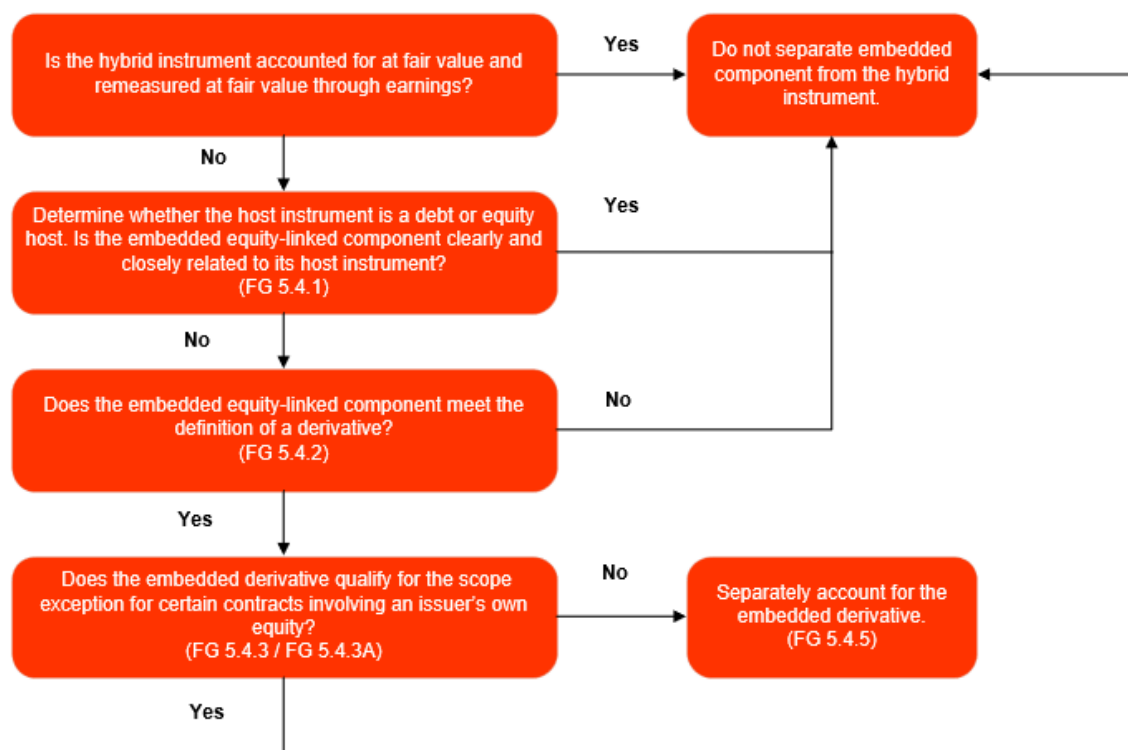 Is the hybrid instrument accounted for at fair value and
remeasured at fair value through earnings?
Yes
Do not separate embedded
component from the hybrid
instrument.
No
Determine whether the host instrument is a debt or equity
host. Is the embedded equity-linked component clearly and
closely related to its host instrument?
(FG 5.4.1)
Yes
No
Does the embedded equity-linked component meet the
definition of a derivative?
(FG 5.4.2)
No
Yes
Does the embedded derivative qualify for the scope
exception for certain contracts involving an issuer's own
equity?
(FG 5.4.3 / FG 5.4.3A)
No
Separately account for the
embedded derivative.
(FG 5.4.5)
Yes